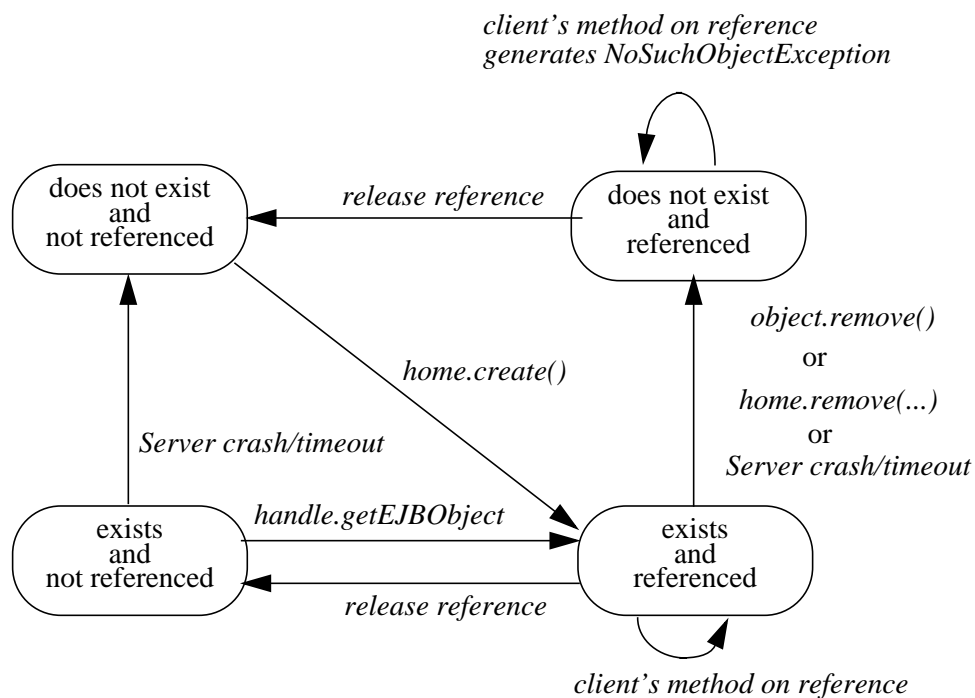 client's method on reference
generates NoSuchObjectException
does not exist
and
not referenced
release reference
does not exist
and
referenced
object.remove()
or
home.remove(...)
or
Server crash/timeout
home.create()
Server crash/timeout
handle.getEJBObject
exists
and
not referenced
exists
and
referenced
release reference
client's method on reference